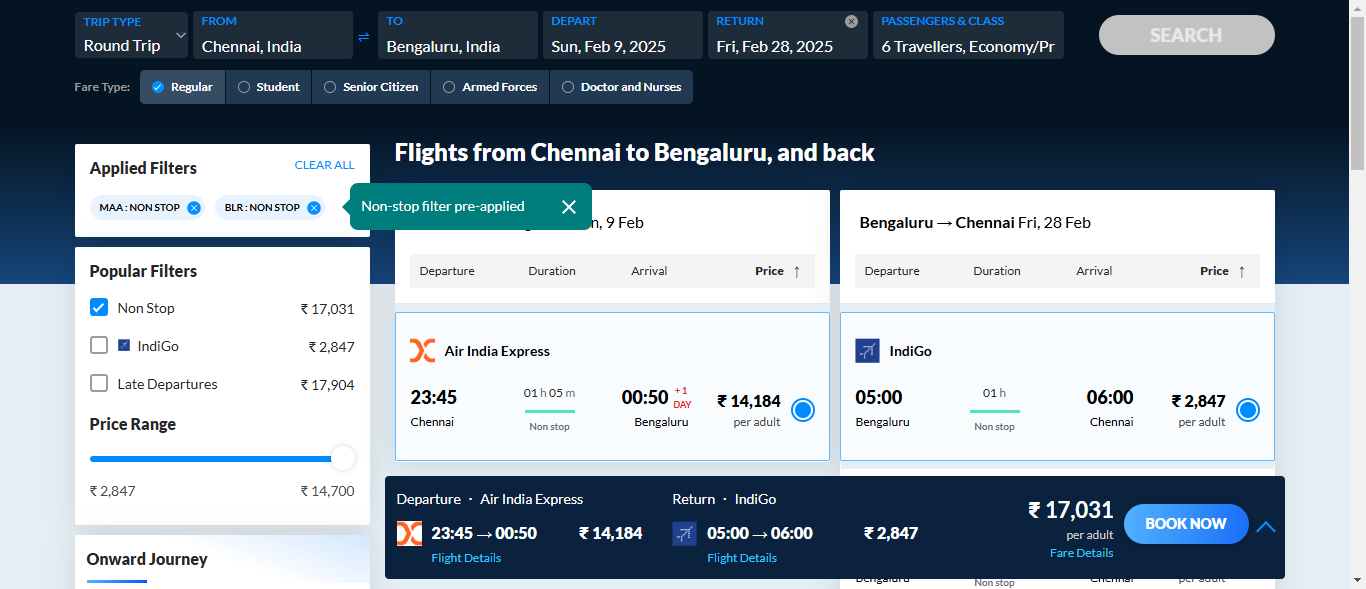 TRIP TYPE
Round Trip
FROM
Chennai, India
TO
Bengaluru, India
DEPART
Sun, Feb 9, 2025
RETURN
Fri, Feb 28, 2025
PASSENGERS & CLASS
6 Travellers, Economy/Pr
SEARCH
Fare Type: Regular Student Senior Citizen Armed Forces Doctor and Nurses
Applied Filters CLEAR ALL
MAA : NON STOP BLR : NON STOP
Non-stop filter pre-applied
Popular Filters
Non Stop ₹ 17,031
IndiGo ₹ 2,847
Late Departures ₹ 17,904
Price Range
₹ 2,847 ₹ 14,700
Onward Journey
Flights from Chennai to Bengaluru, and back
9 Feb
Departure Duration Arrival Price ↑
Air India Express
23:45 01 h 05 m 00:50 +1 DAY ₹ 14,184
Chennai Non stop Bengaluru per adult
Bengaluru → Chennai Fri, 28 Feb
Departure Duration Arrival Price ↑
IndiGo
05:00 01 h 06:00 ₹ 2,847
Bengaluru Non stop Chennai per adult
Departure · Air India Express
23:45 → 00:50 ₹ 14,184
Flight Details
Return · IndiGo
05:00 → 06:00 ₹ 2,847
Flight Details
₹ 17,031
per adult
Fare Details
BOOK NOW
Bengaluru Non stop Chennai per adult